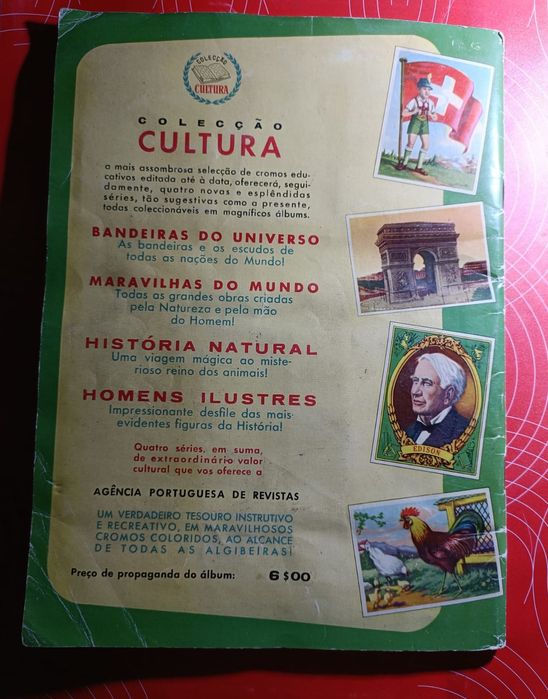 COLECÇÃO
CULTURA
COLECÇÃO
CULTURA
a mais assombrosa selecção de cromos edu-
cativos editada até à data, oferecerá, segui-
damente, quatro novas e esplêndidas
séries, tão sugestivas como a presente,
todas coleccionáveis em magníficos álbums.
BANDEIRAS DO UNIVERSO
As bandeiras e os escudos de
todas as nações do Mundo!
MARAVILHAS DO MUNDO
Todas as grandes obras criadas
pela Natureza e pela mão
do Homem!
HISTÓRIA NATURAL
Uma viagem mágica ao miste-
rioso reino dos animais!
HOMENS ILUSTRES
Impressionante desfile das mais
evidentes figuras da História!
Quatro séries, em suma,
de extraordinário valor
cultural que vos oferece a
AGÊNCIA PORTUGUESA DE REVISTAS
UM VERDADEIRO TESOURO INSTRUTIVO
E RECREATIVO, EM MARAVILHOSOS
CROMOS COLORIDOS, AO ALCANCE
DE TODAS AS ALGIBEIRAS!
Preço de propaganda do álbum: 6$00
EDISON